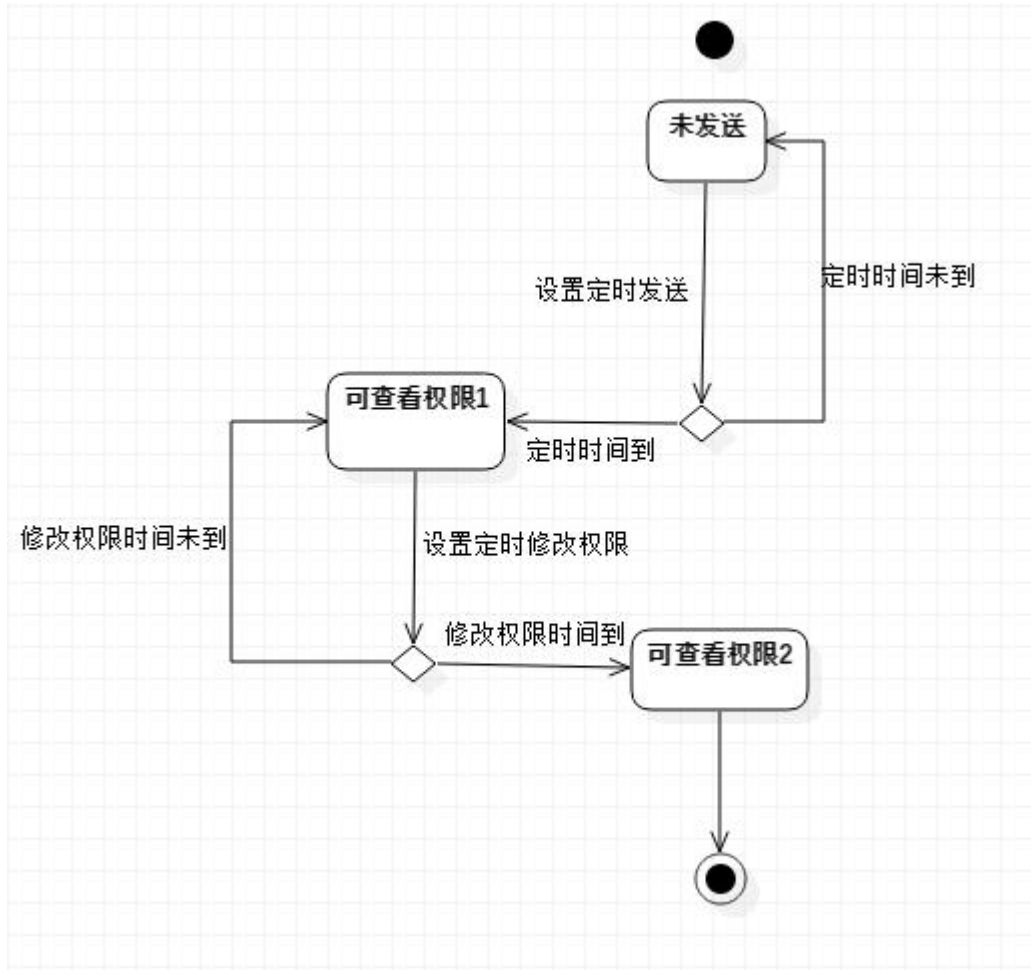 未发送
设置定时发送
定时时间未到
可查看权限1
定时时间到
修改权限时间未到
设置定时修改权限
修改权限时间到
可查看权限2